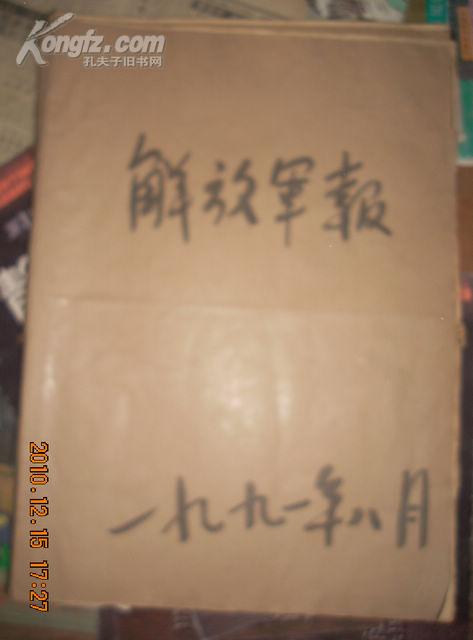 Kongfz.com
孔夫子旧书网
解放军報
一九九一年八月
2010.12.15 17:27